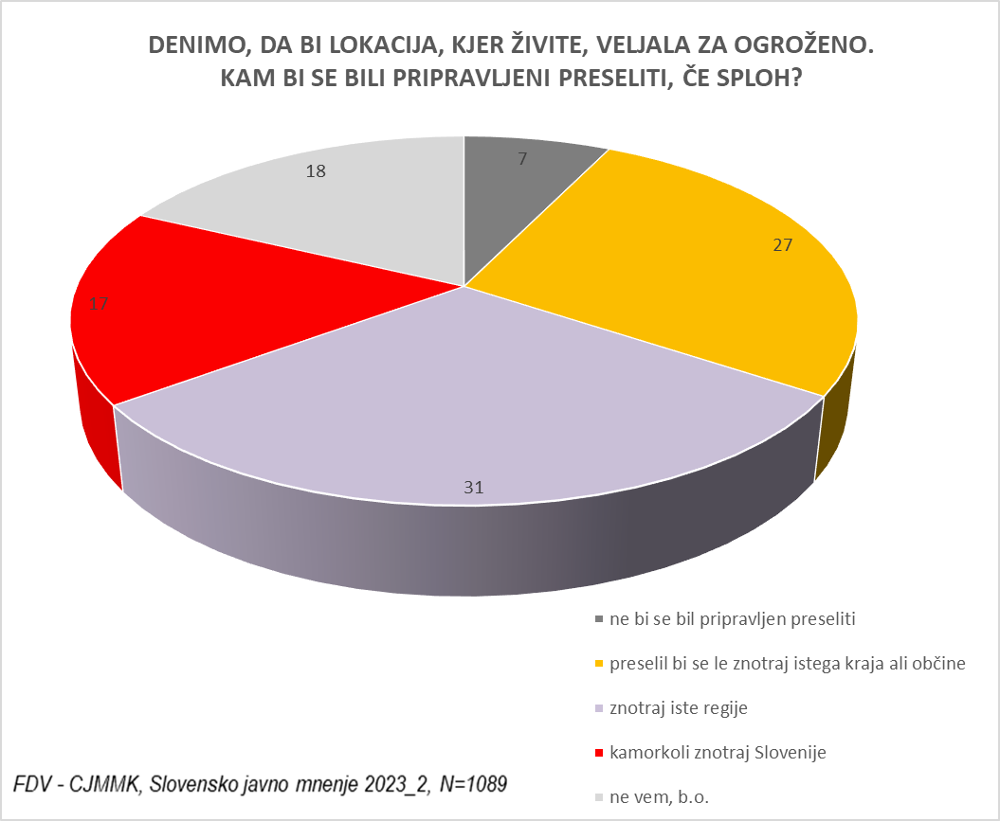 DENIMO, DA BI LOKACIJA, KJER ŽIVITE, VELJALA ZA OGROŽENO.
KAM BI SE BILI PRIPRAVLJENI PRESELITI, ČE SPLOH?
7
18
27
17
31
ne bi se bil pripravljen preseliti
preselil bi se le znotraj istega kraja ali občine
znotraj iste regije
kamorkoli znotraj Slovenije
ne vem, b.o.
FDV - CJMMK, Slovensko javno mnenje 2023_2, N=1089